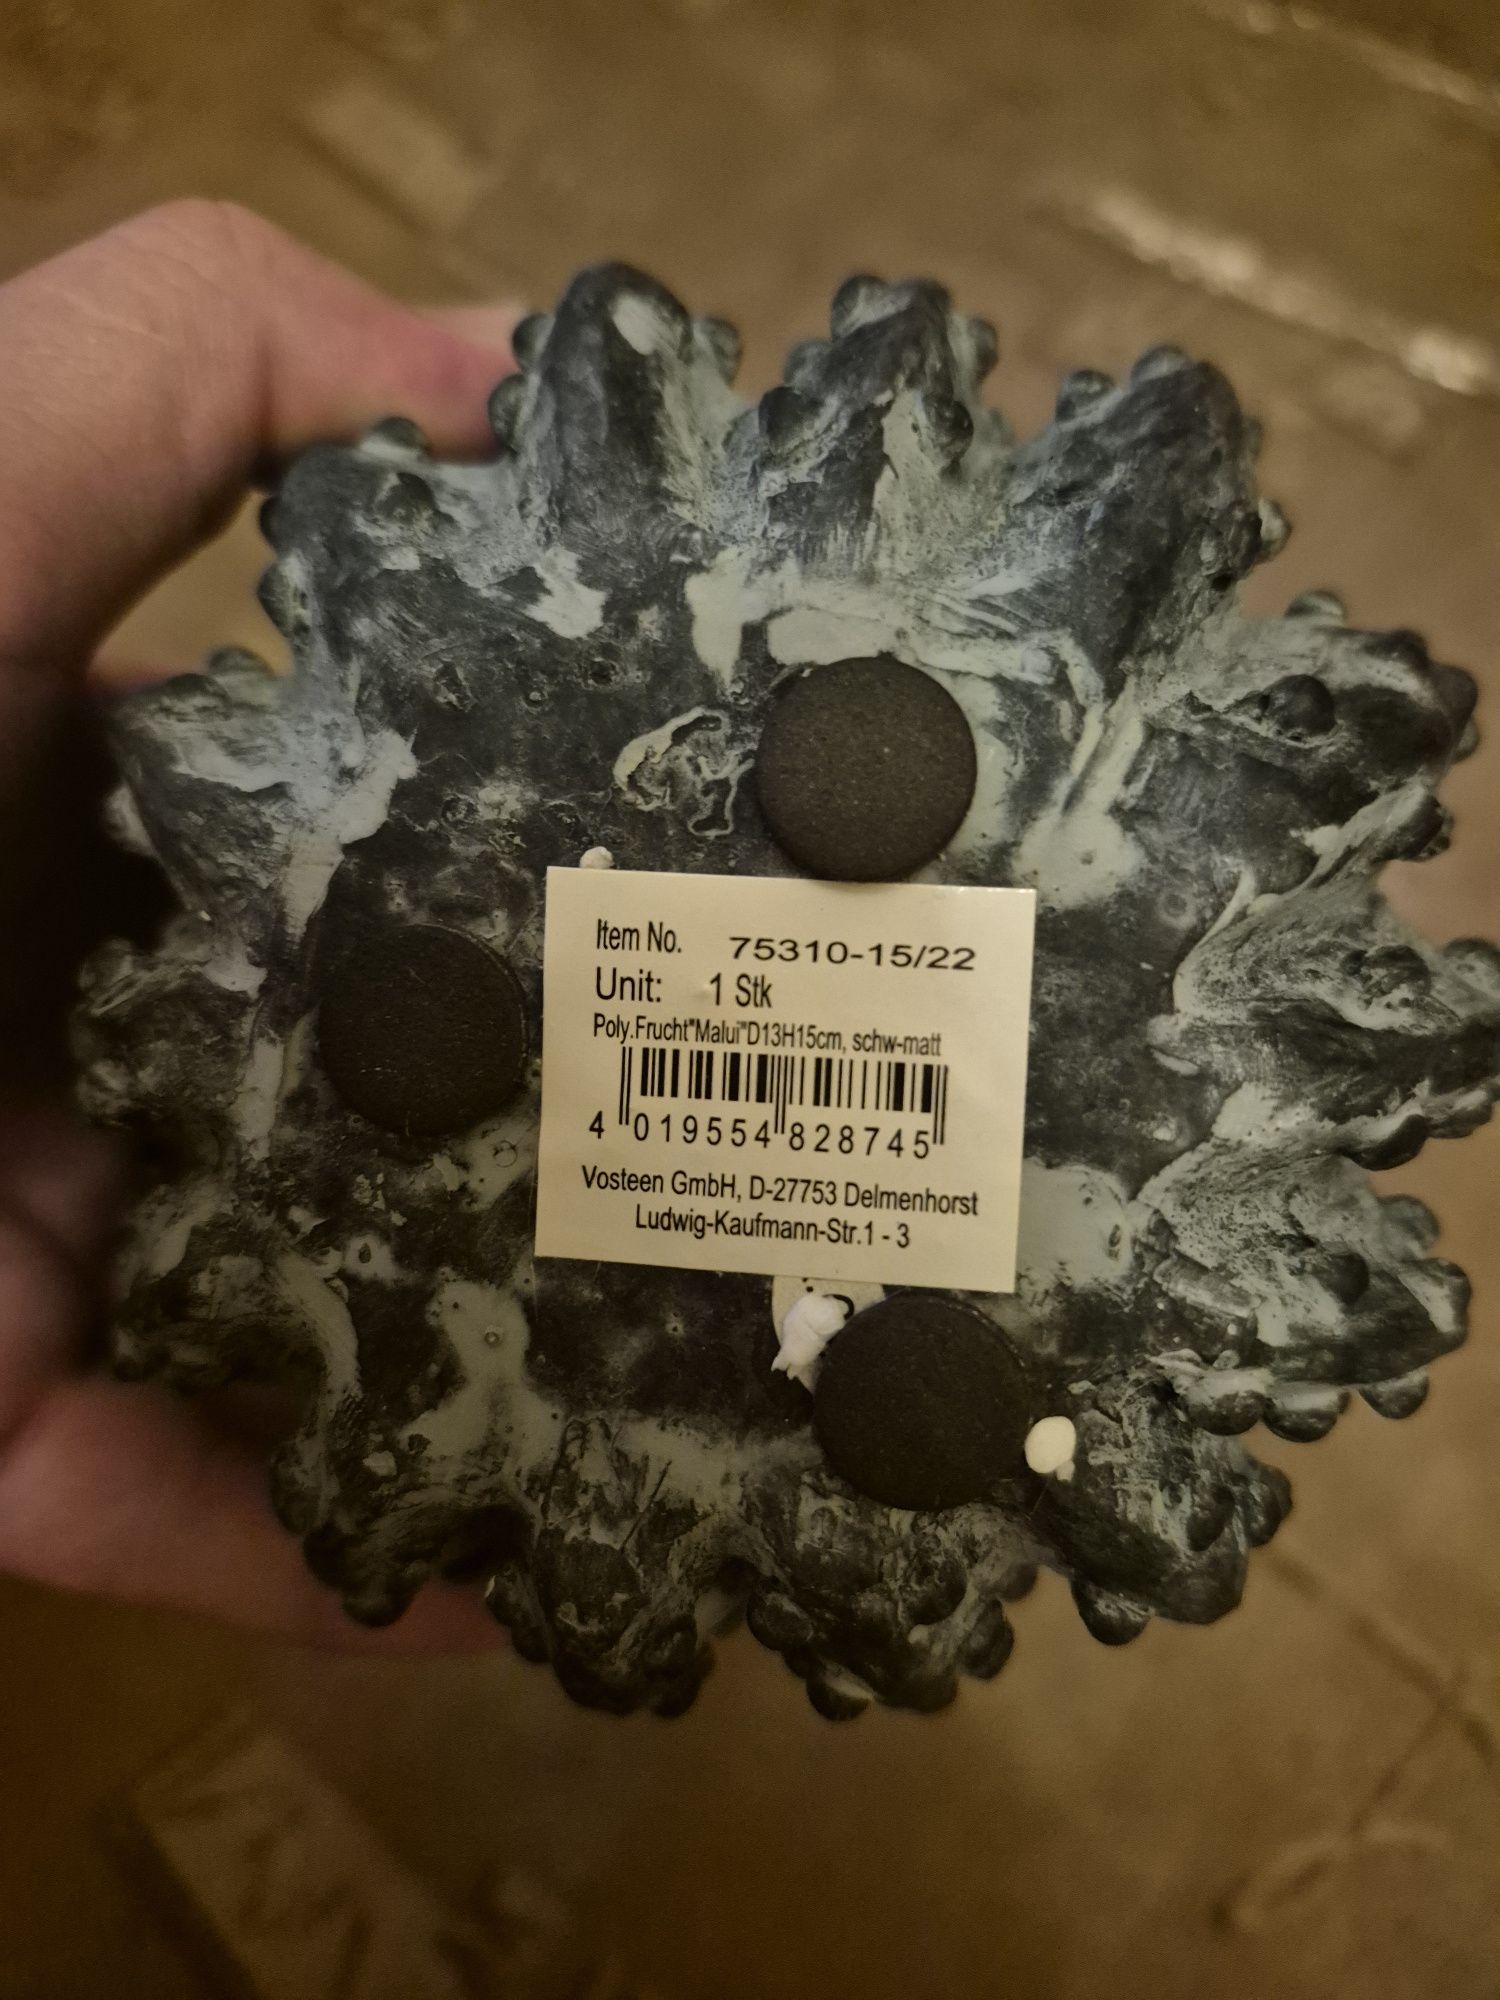 Item No. 75310-15/22
Unit: 1 Stk
Poly.Frucht"Malui"D13H15cm, schw-matt
4 019554 828745
Vosteen GmbH, D-27753 Delmenhorst
Ludwig-Kaufmann-Str.1 - 3